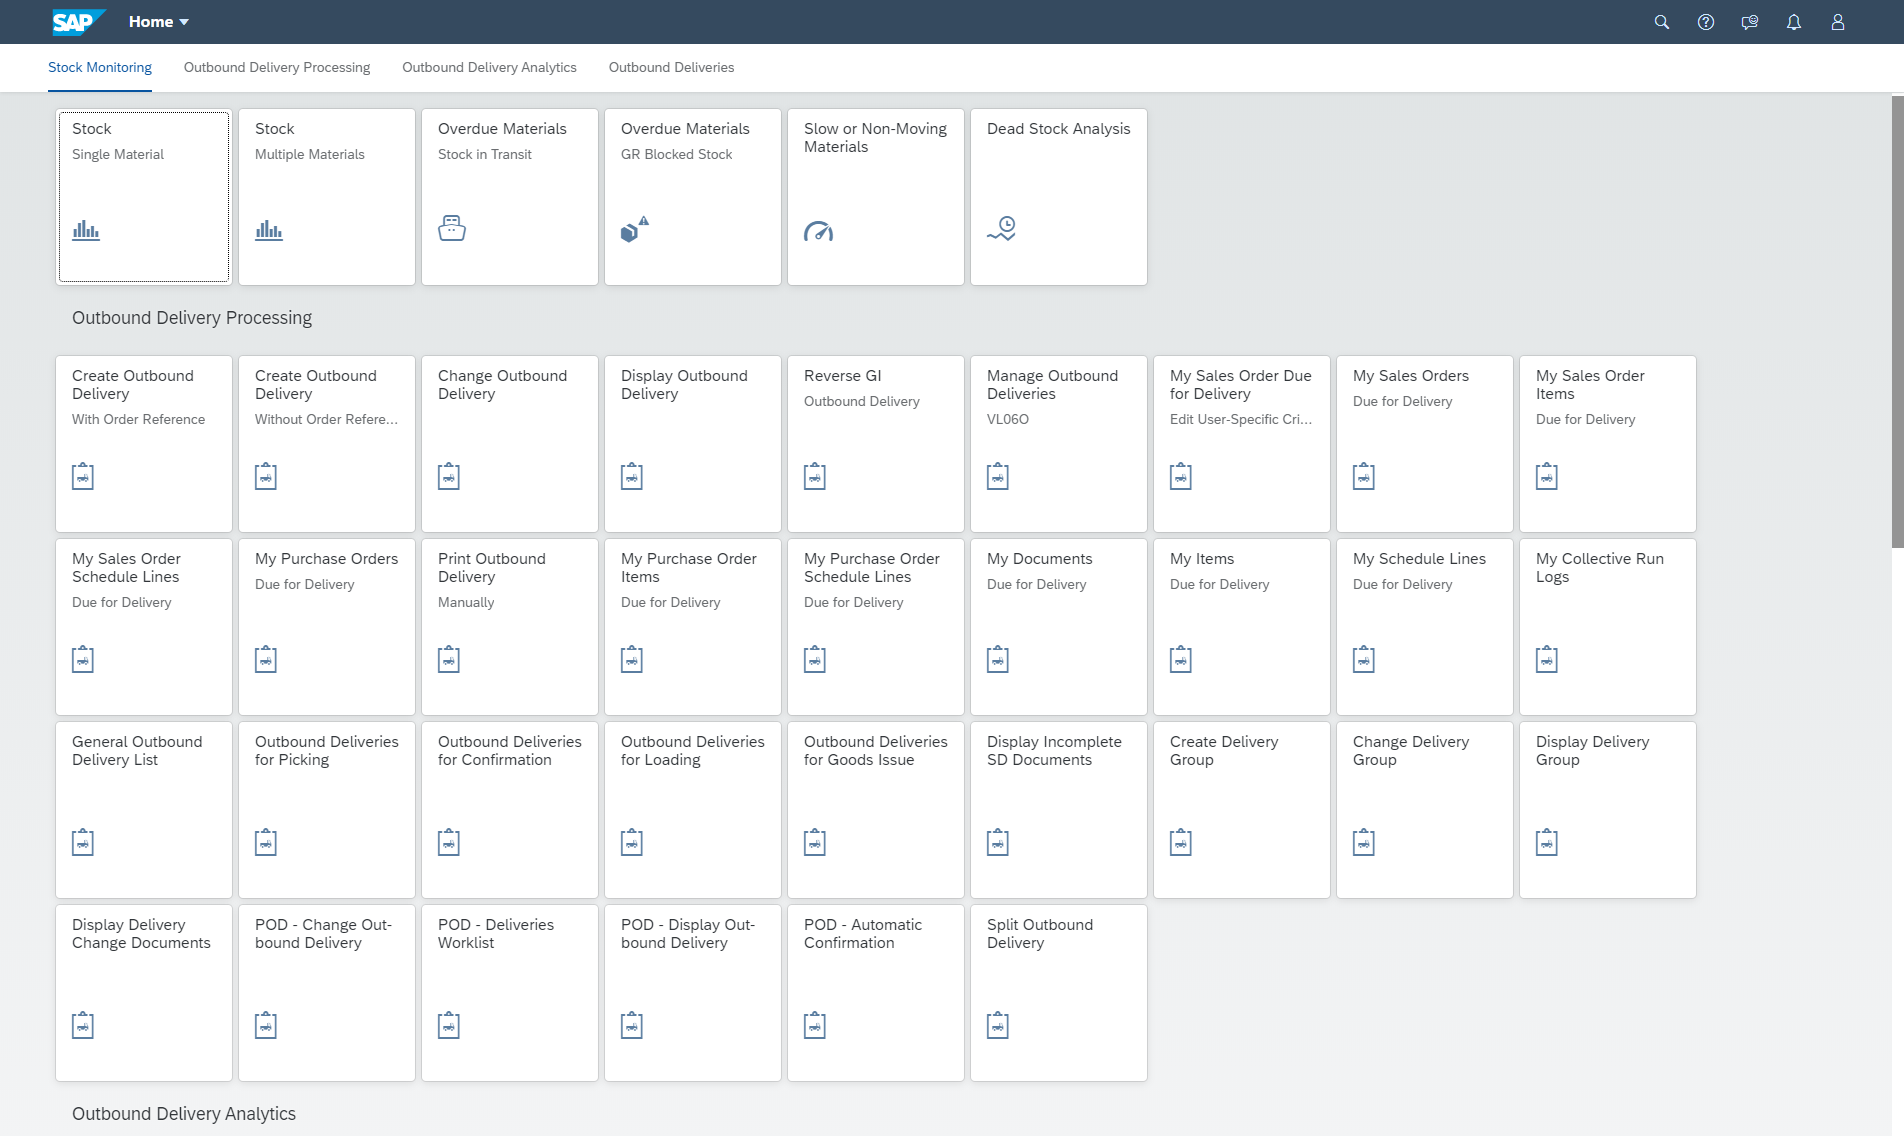 SAP Home
Stock Monitoring Outbound Delivery Processing Outbound Delivery Analytics Outbound Deliveries
Stock
Single Material
Stock
Multiple Materials
Overdue Materials
Stock in Transit
Overdue Materials
GR Blocked Stock
Slow or Non-Moving
Materials
Dead Stock Analysis
Outbound Delivery Processing
Create Outbound
Delivery
With Order Reference
Create Outbound
Delivery
Without Order Refere...
Change Outbound
Delivery
Display Outbound
Delivery
Reverse GI
Outbound Delivery
Manage Outbound
Deliveries
VL06O
My Sales Order Due
for Delivery
Edit User-Specific Cri...
My Sales Orders
Due for Delivery
My Sales Order
Items
Due for Delivery
My Sales Order
Schedule Lines
Due for Delivery
My Purchase Orders
Due for Delivery
Print Outbound
Delivery
Manually
My Purchase Order
Items
Due for Delivery
My Purchase Order
Schedule Lines
Due for Delivery
My Documents
Due for Delivery
My Items
Due for Delivery
My Schedule Lines
Due for Delivery
My Collective Run
Logs
General Outbound
Delivery List
Outbound Deliveries
for Picking
Outbound Deliveries
for Confirmation
Outbound Deliveries
for Loading
Outbound Deliveries
for Goods Issue
Display Incomplete
SD Documents
Create Delivery
Group
Change Delivery
Group
Display Delivery
Group
Display Delivery
Change Documents
POD - Change Out-
bound Delivery
POD - Deliveries
Worklist
POD - Display Out-
bound Delivery
POD - Automatic
Confirmation
Split Outbound
Delivery
Outbound Delivery Analytics